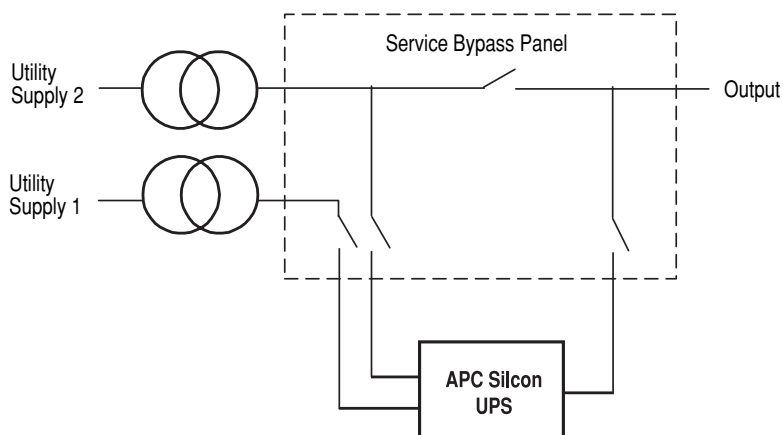 Service Bypass Panel
Utility
Supply 2
Output
Utility
Supply 1
APC Silcon
UPS